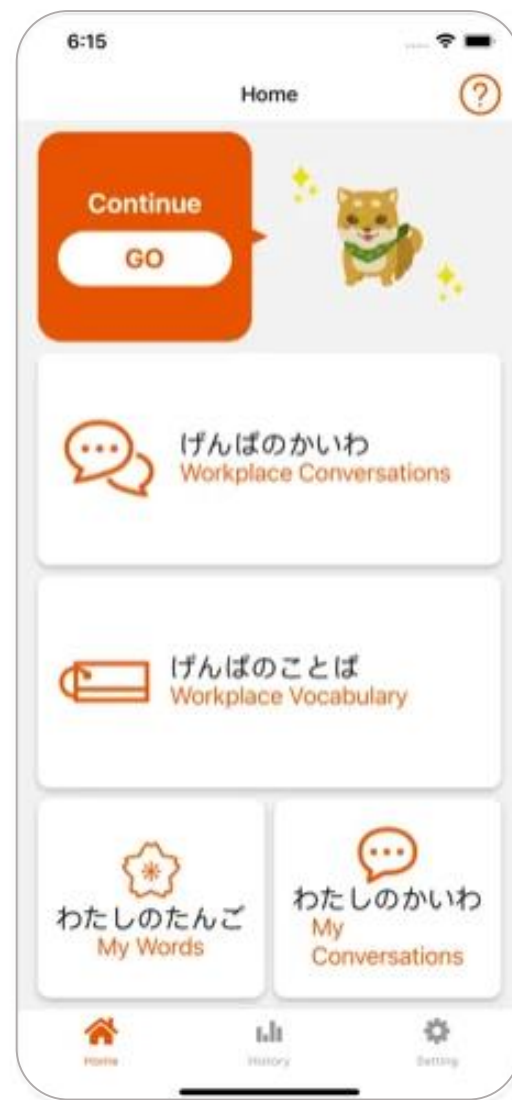 6:15
Home
?
Continue
GO
げんばのかいわ
Workplace Conversations
げんばのことば
Workplace Vocabulary
わたしのたんご
My Words
わたしのかいわ
My
Conversations
Home
History
Setting